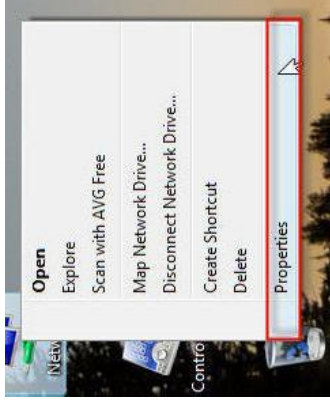 Open
Explore
Scan with AVG Free
Map Network Drive...
Disconnect Network Drive...
Create Shortcut
Delete
Properties
Netw
Contro